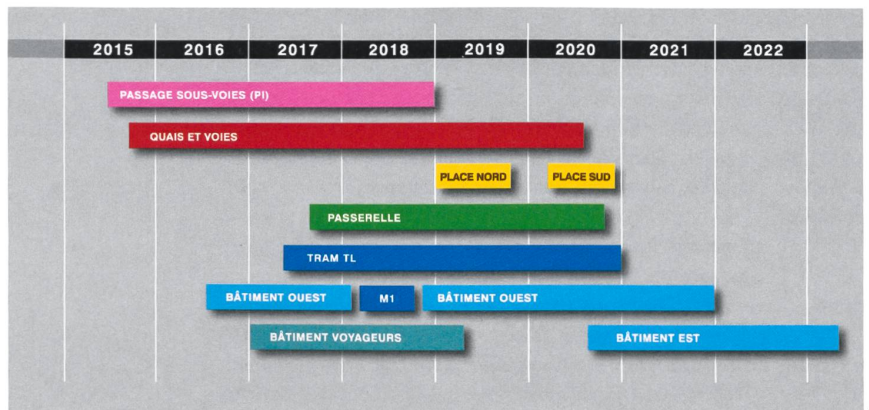 2015 2016 2017 2018 2019 2020 2021 2022
PASSAGE SOUS-VOIES (PI)
QUAIS ET VOIES
PLACE NORD PLACE SUD
PASSERELLE
TRAM TL
BÂTIMENT OUEST M1 BÂTIMENT OUEST
BÂTIMENT VOYAGEURS BÂTIMENT EST